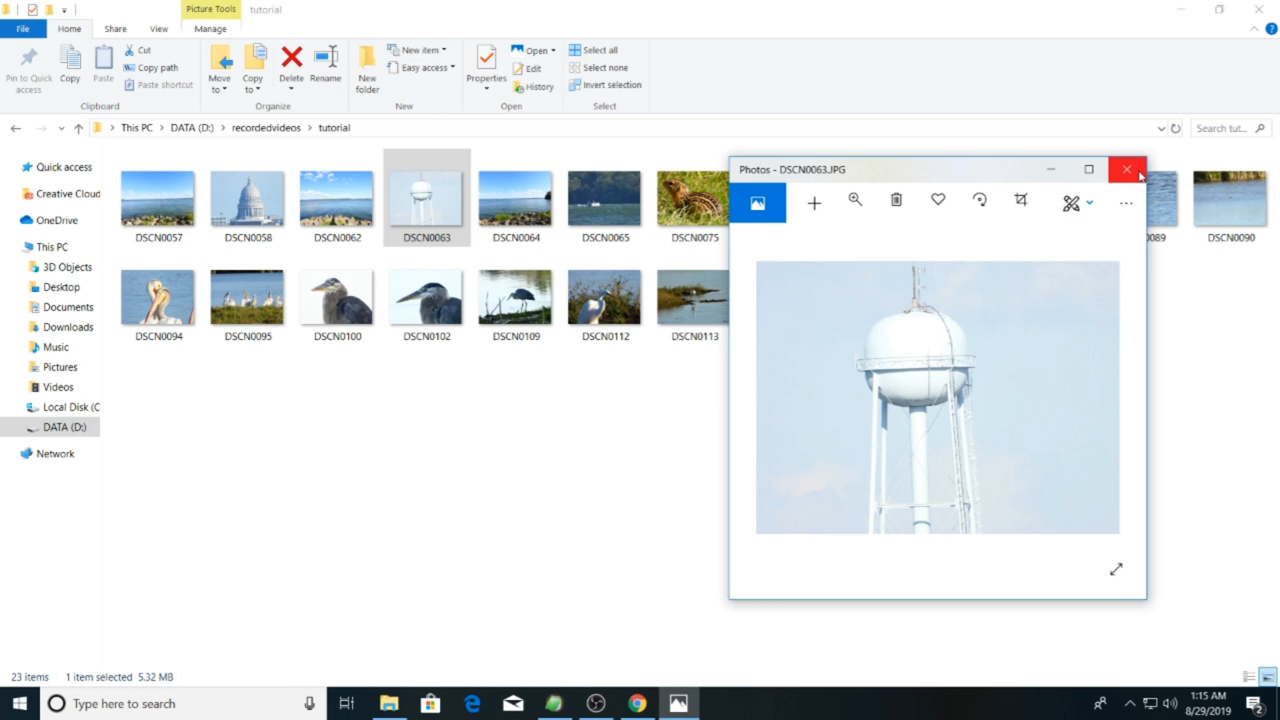 Picture Tools tutorial
File Home Share View Manage
Pin to Quick access
Copy
Paste
Cut
Copy path
Paste shortcut
Clipboard
Move to
Copy to
Delete
Rename
Organize
New folder
New item
Easy access
New
Properties
Open
Edit
History
Open
Select all
Select none
Invert selection
Select
This PC DATA (D:) recordedvideos tutorial
Search tut...
Quick access
Creative Cloud
OneDrive
This PC
3D Objects
Desktop
Documents
Downloads
Music
Pictures
Videos
Local Disk (C
DATA (D:)
Network
DSCN0057 DSCN0058 DSCN0062 DSCN0063 DSCN0064 DSCN0065 DSCN0075 089 DSCN0090
DSCN0094 DSCN0095 DSCN0100 DSCN0102 DSCN0109 DSCN0112 DSCN0113
Photos - DSCN0063.JPG
23 items 1 item selected 5.32 MB
Type here to search
1:15 AM
8/29/2019
2